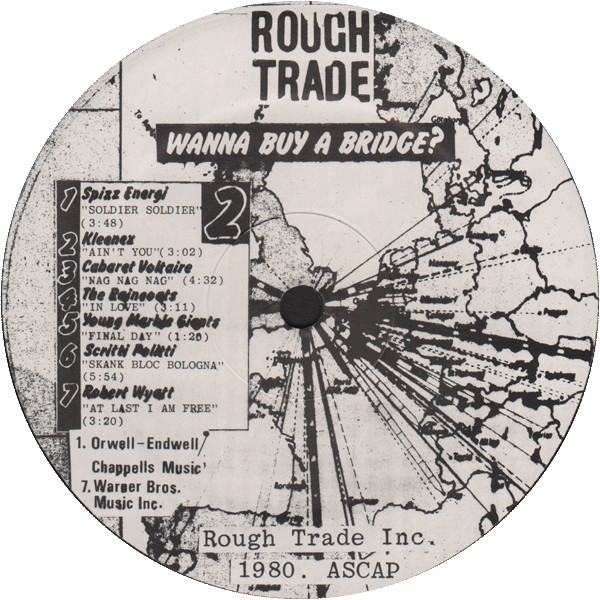 ROUGH
TRADE
WANNA BUY A BRIDGE?
2
1 Spizz Energi
"SOLDIER SOLDIER"
(3:48)
2 Kleenex
"AIN'T YOU"(3:02)
3 Cabaret Voltaire
"NAG NAG NAG" (4:32)
4 The Raincoats
"IN LOVE" (3:11)
5 Young Marble Giants
"FINAL DAY" (1:20)
6 Scritti Politti
"SKANK BLOC BOLOGNA"
(5:54)
7 Robert Wyatt
"AT LAST I AM FREE"
(3:20)
1. Orwell-Endwell
Chappells Music
7. Warner Bros.
Music Inc.
Rough Trade Inc.
1980. ASCAP